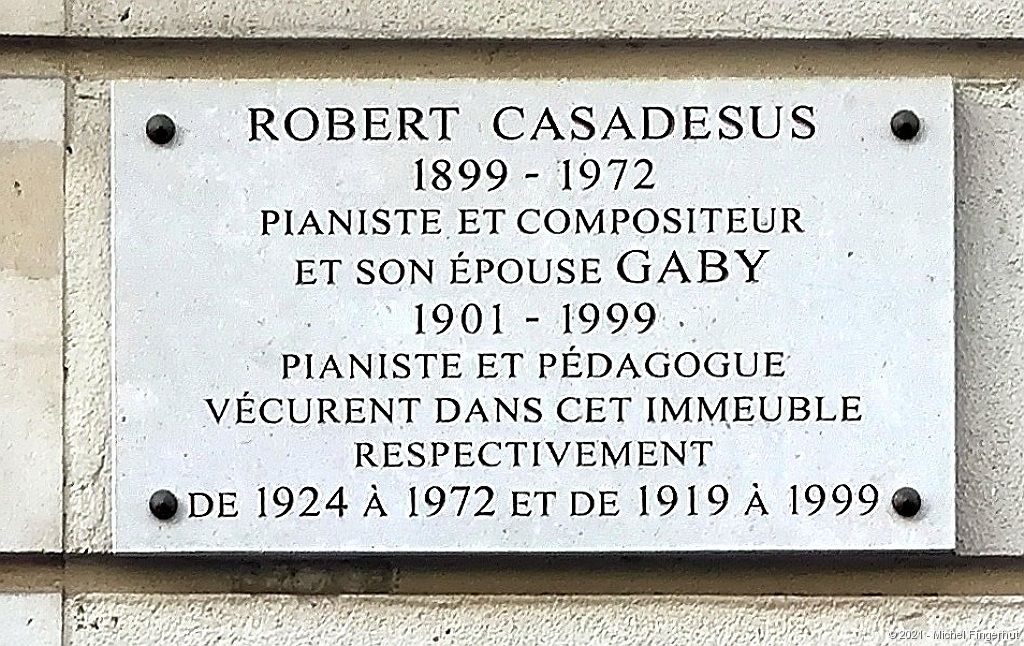 ROBERT CASADESUS
1899 - 1972
PIANISTE ET COMPOSITEUR
ET SON ÉPOUSE GABY
1901 - 1999
PIANISTE ET PÉDAGOGUE
VÉCURENT DANS CET IMMEUBLE
RESPECTIVEMENT
DE 1924 À 1972 ET DE 1919 À 1999
© 2021 - Michel Fingerhut